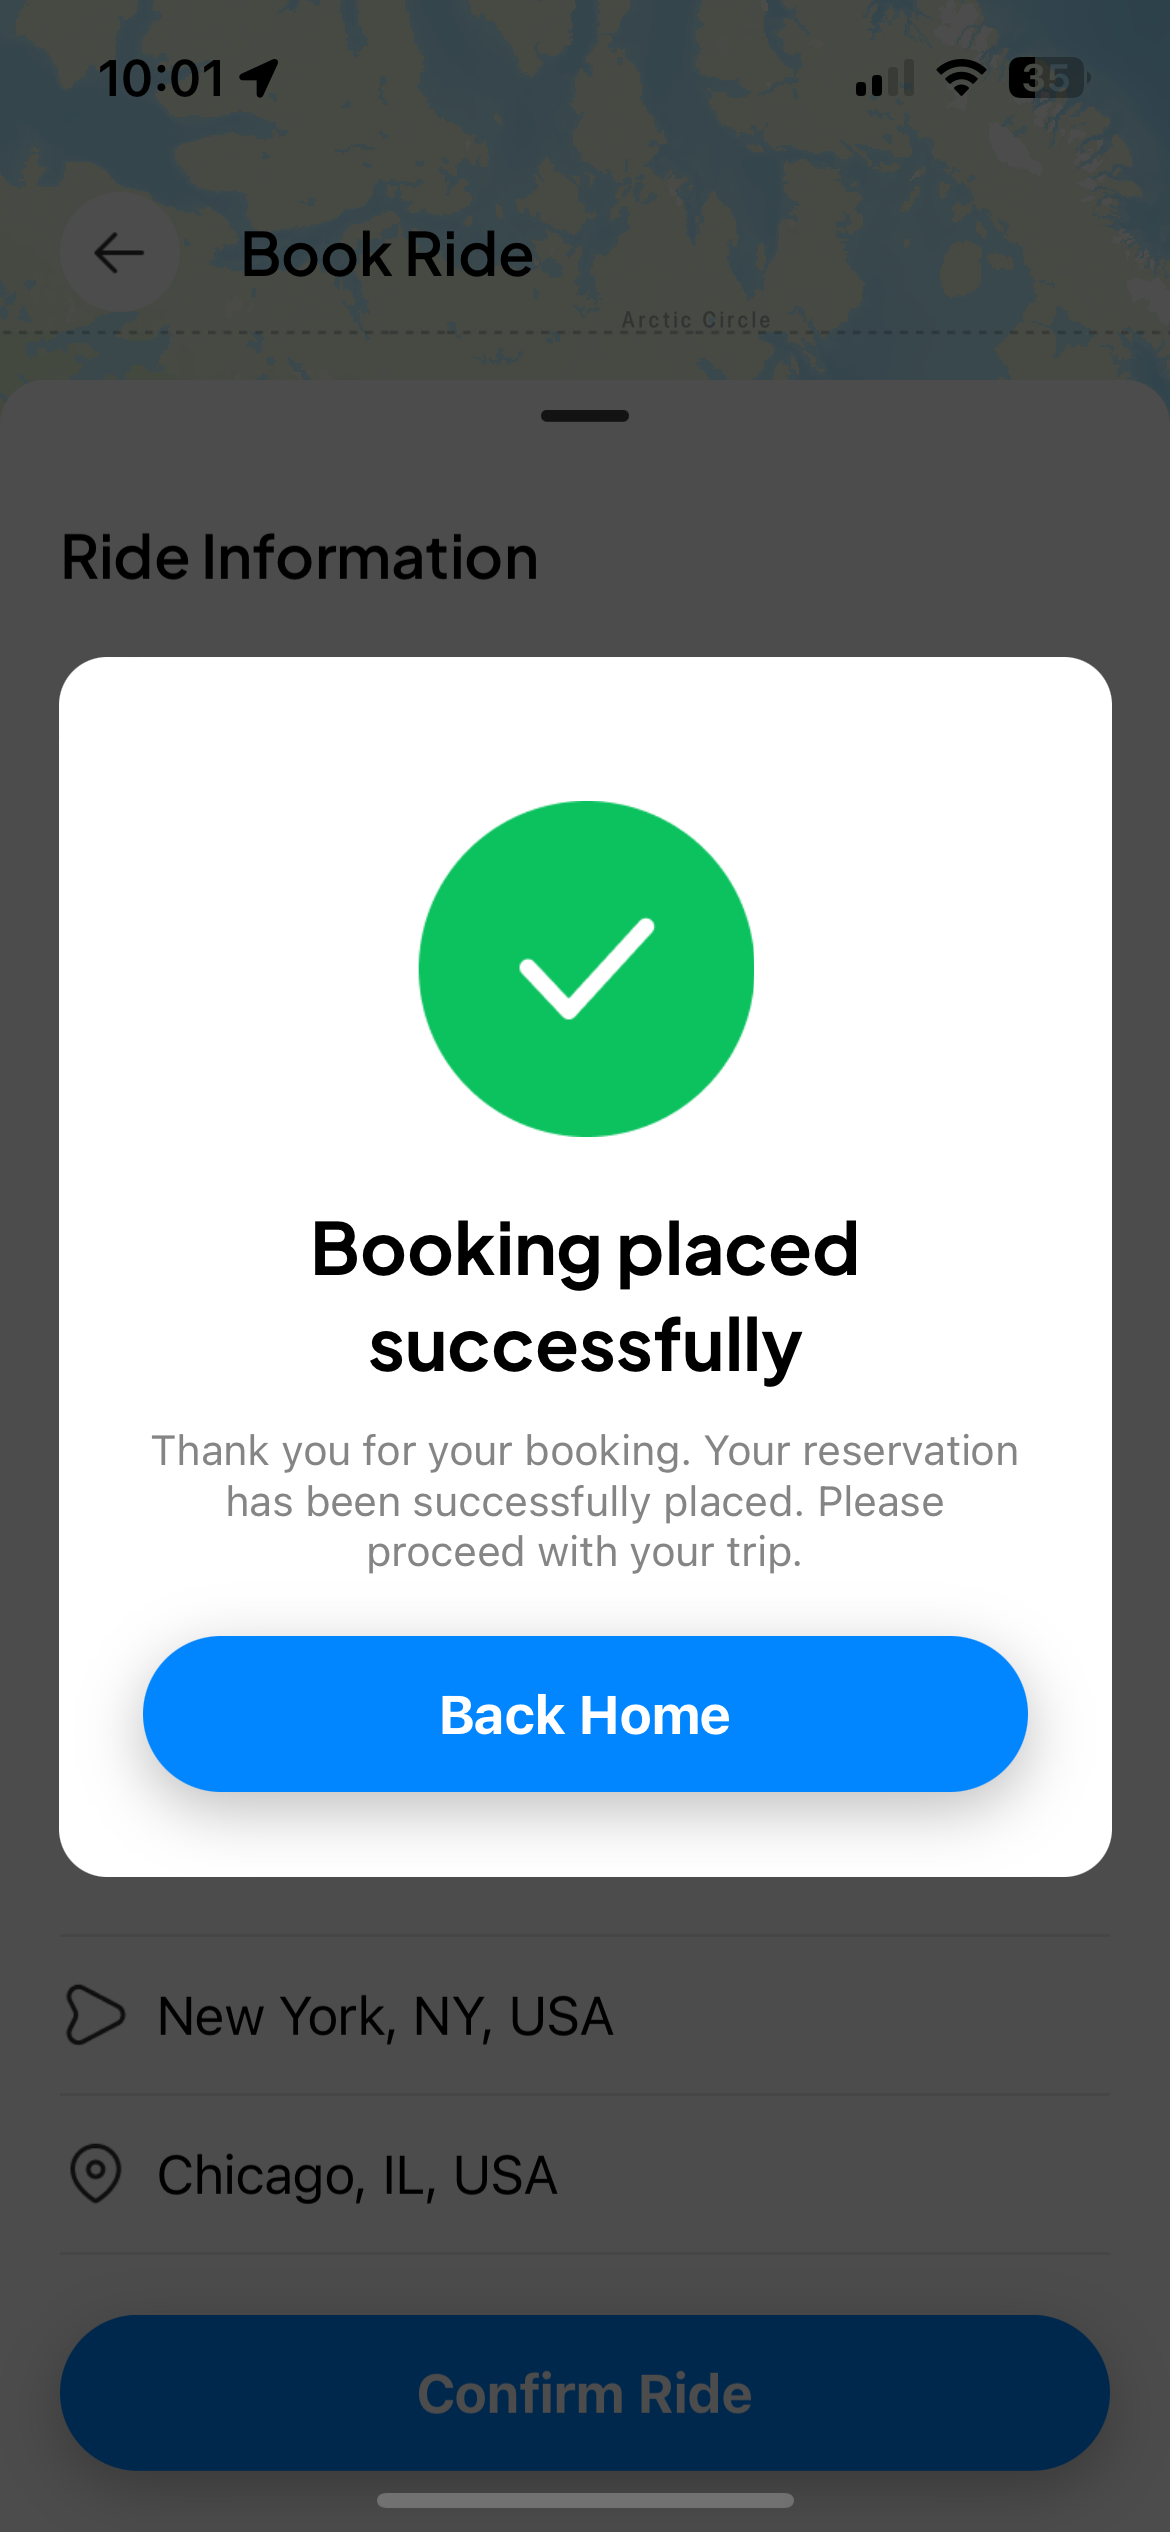 10:01
35
Book Ride
Arctic Circle
Ride Information
Booking placed
successfully
Thank you for your booking. Your reservation
has been successfully placed. Please
proceed with your trip.
Back Home
New York, NY, USA
Chicago, IL, USA
Confirm Ride